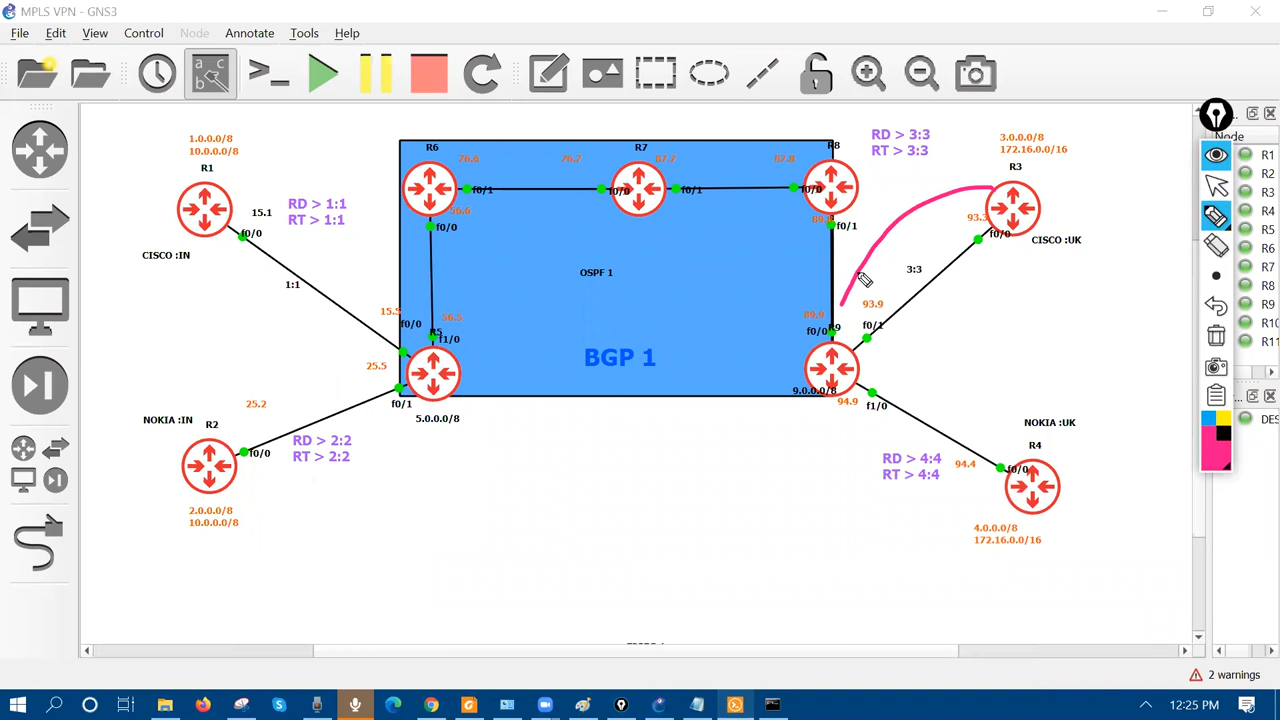 MPLS VPN - GNS3
File Edit View Control Node Annotate Tools Help
a c
b
Node
1.0.0.0/8
10.0.0.0/8
R1
15.1
f0/0
RD > 1:1
RT > 1:1
CISCO :IN
1:1
R6
76.6
f0/1
56.6
f0/0
76.7
R7
f0/0
87.7
f0/1
87.8
R8
f0/0
f0/1
RD > 3:3
RT > 3:3
3.0.0.0/8
172.16.0.0/16
R3
93.3
f0/0
CISCO :UK
3:3
OSPF 1
BGP 1
f0/0
R5
56.5
f1/0
25.5
f0/1
5.0.0.0/8
89.9
f0/0
R9
93.9
f0/1
9.0.0.0/8
94.9
f1/0
25.2
NOKIA :IN
R2
f0/0
RD > 2:2
RT > 2:2
2.0.0.0/8
10.0.0.0/8
NOKIA :UK
R4
f0/0
94.4
RD > 4:4
RT > 4:4
4.0.0.0/8
172.16.0.0/16
R1
R2
R3
R4
R5
R6
R7
R8
R9
R10
R11
DES
2 warnings
12:25 PM